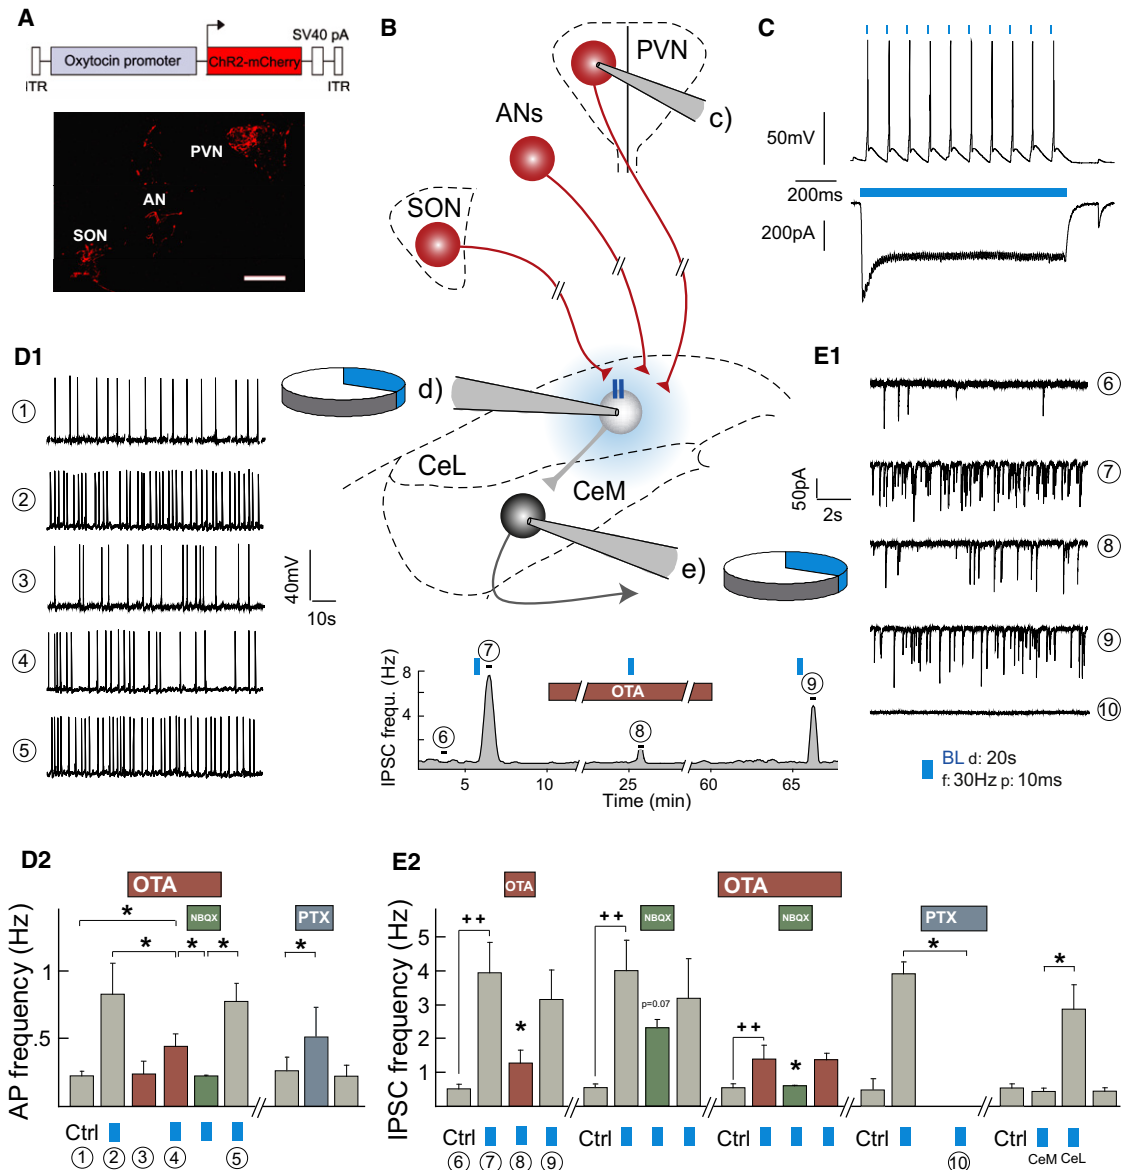 A
SV40 pA
Oxytocin promoter
ChR2-mCherry
ITR
ITR
PVN
AN
SON
B
PVN
c)
ANs
SON
d)
CeL
CeM
e)
C
50mV
200ms
200pA
D1
1
2
3
4
5
40mV
10s
E1
6
7
8
9
10
50pA
2s
BL d: 20s
f: 30Hz p: 10ms
IPSC frequ. (Hz)
8
4
6
7
8
9
OTA
5
10
25
60
65
Time (min)
D2
OTA
NBQX
PTX
*
*
*
*
*
AP frequency (Hz)
1
.5
Ctrl
1
2
3
4
5
E2
OTA
NBQX
OTA
NBQX
PTX
IPSC frequency (Hz)
5
4
3
2
1
++
*
++
p=0.07
++
*
*
*
Ctrl
Ctrl
Ctrl
Ctrl
Ctrl
6
7
8
9
10
CeM
CeL